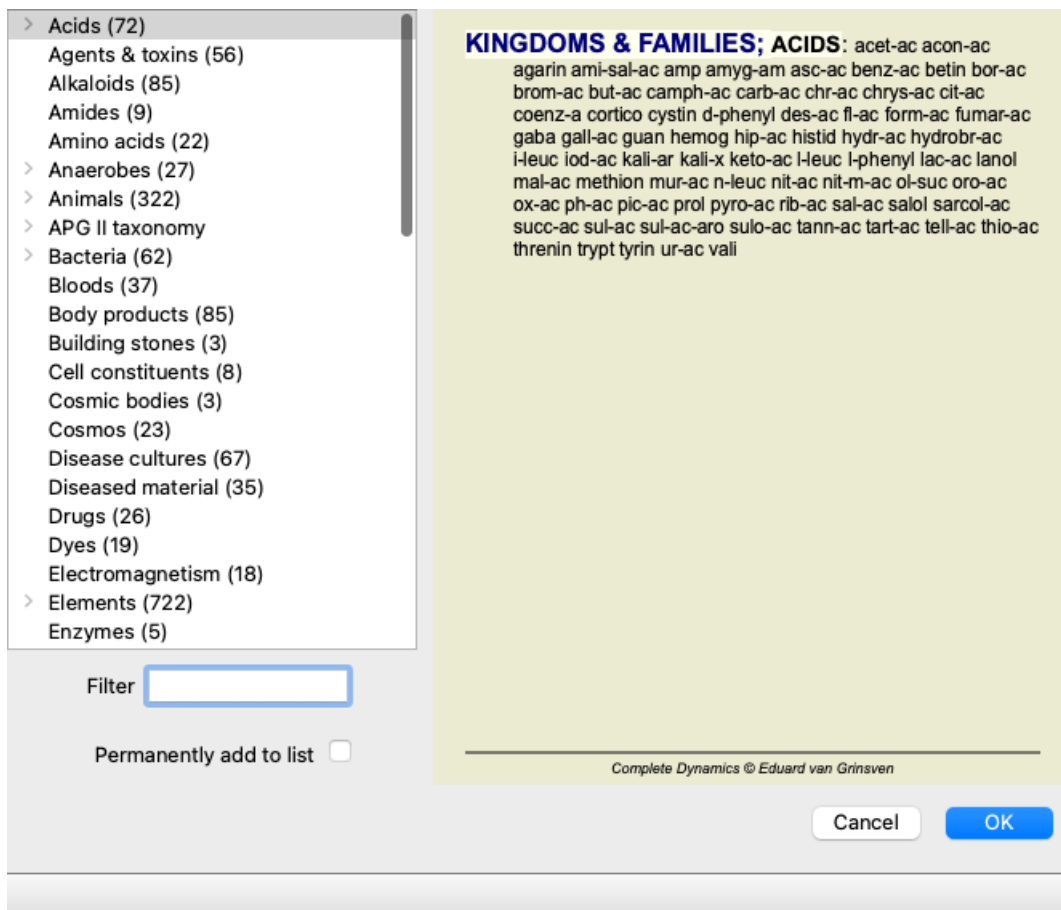 Acids (72)
Agents & toxins (56)
Alkaloids (85)
Amides (9)
Amino acids (22)
Anaerobes (27)
Animals (322)
APG II taxonomy
Bacteria (62)
Bloods (37)
Body products (85)
Building stones (3)
Cell constituents (8)
Cosmic bodies (3)
Cosmos (23)
Disease cultures (67)
Diseased material (35)
Drugs (26)
Dyes (19)
Electromagnetism (18)
Elements (722)
Enzymes (5)
Filter
Permanently add to list
KINGDOMS & FAMILIES; ACIDS: acet-ac acon-ac
agarin ami-sal-ac amp amyg-am asc-ac benz-ac betin bor-ac
brom-ac but-ac camph-ac carb-ac chr-ac chrys-ac cit-ac
coenz-a cortico cystin d-phenyl des-ac fl-ac form-ac fumar-ac
gaba gall-ac guan hemog hip-ac histid hydr-ac hydrobr-ac
i-leuc iod-ac kali-ar kali-x keto-ac l-leuc l-phenyl lac-ac lanol
mal-ac methion mur-ac n-leuc nit-ac nit-m-ac ol-suc oro-ac
ox-ac ph-ac pic-ac prol pyro-ac rib-ac sal-ac salol sarcol-ac
succ-ac sul-ac sul-ac-aro sulo-ac tann-ac tart-ac tell-ac thio-ac
threnin trypt tyrin ur-ac vali
Complete Dynamics © Eduard van Grinsven
Cancel
OK